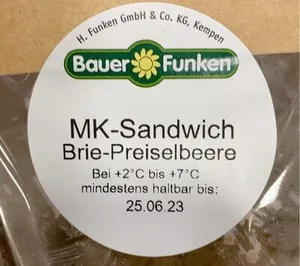 H. Funken GmbH & Co. KG, Kempen
Bauer Funken
MK-Sandwich
Brie-Preiselbeere
Bei +2°C bis +7°C
mindestens haltbar bis:
25.06.23